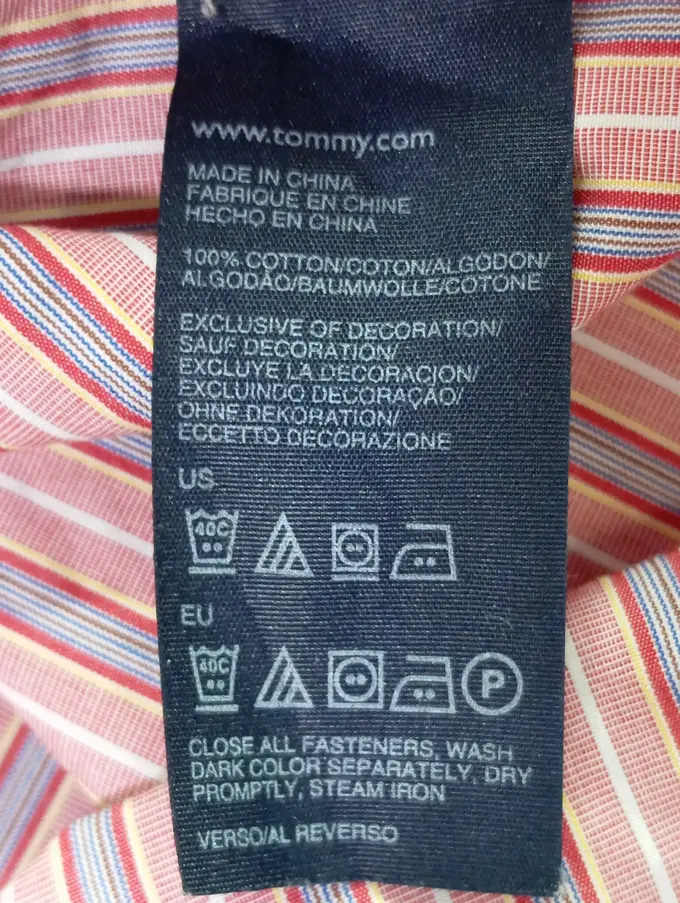 www.tommy.com
MADE IN CHINA
FABRIQUE EN CHINE
HECHO EN CHINA
100% COTTON/COTON/ALGODON/
ALGODÃO/BAUMWOLLE/COTONE
EXCLUSIVE OF DECORATION/
SAUF DECORATION/
EXCLUYE LA DECORACION/
EXCLUINDO DECORAÇÃO/
OHNE DEKORATION/
ECCETTO DECORAZIONE
US
40C
EU
40C P
CLOSE ALL FASTENERS, WASH
DARK COLOR SEPARATELY, DRY
PROMPTLY, STEAM IRON
VERSO/AL REVERSO